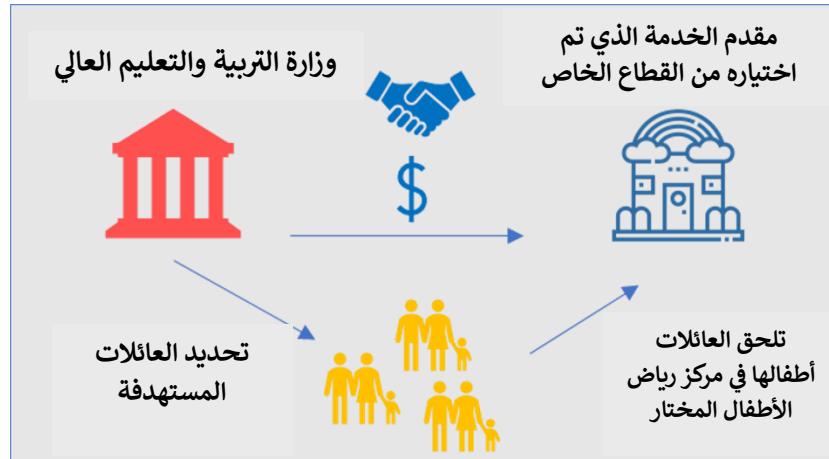 مقدم الخدمة الذي تم
اختياره من القطاع الخاص
وزارة التربية والتعليم العالي
$
تحديد العائلات
المستهدفة
تلحق العائلات
أطفالها في مركز رياض
الأطفال المختار